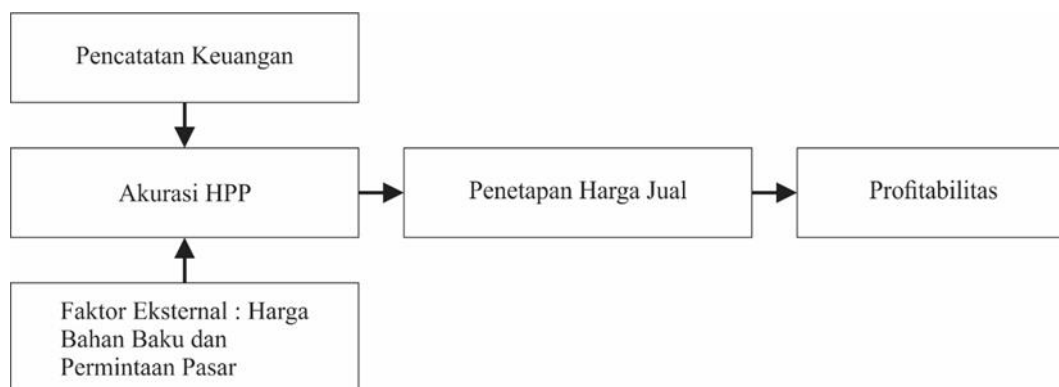 Pencatatan Keuangan
Akurasi HPP
Penetapan Harga Jual
Profitabilitas
Faktor Eksternal : Harga
Bahan Baku dan
Permintaan Pasar